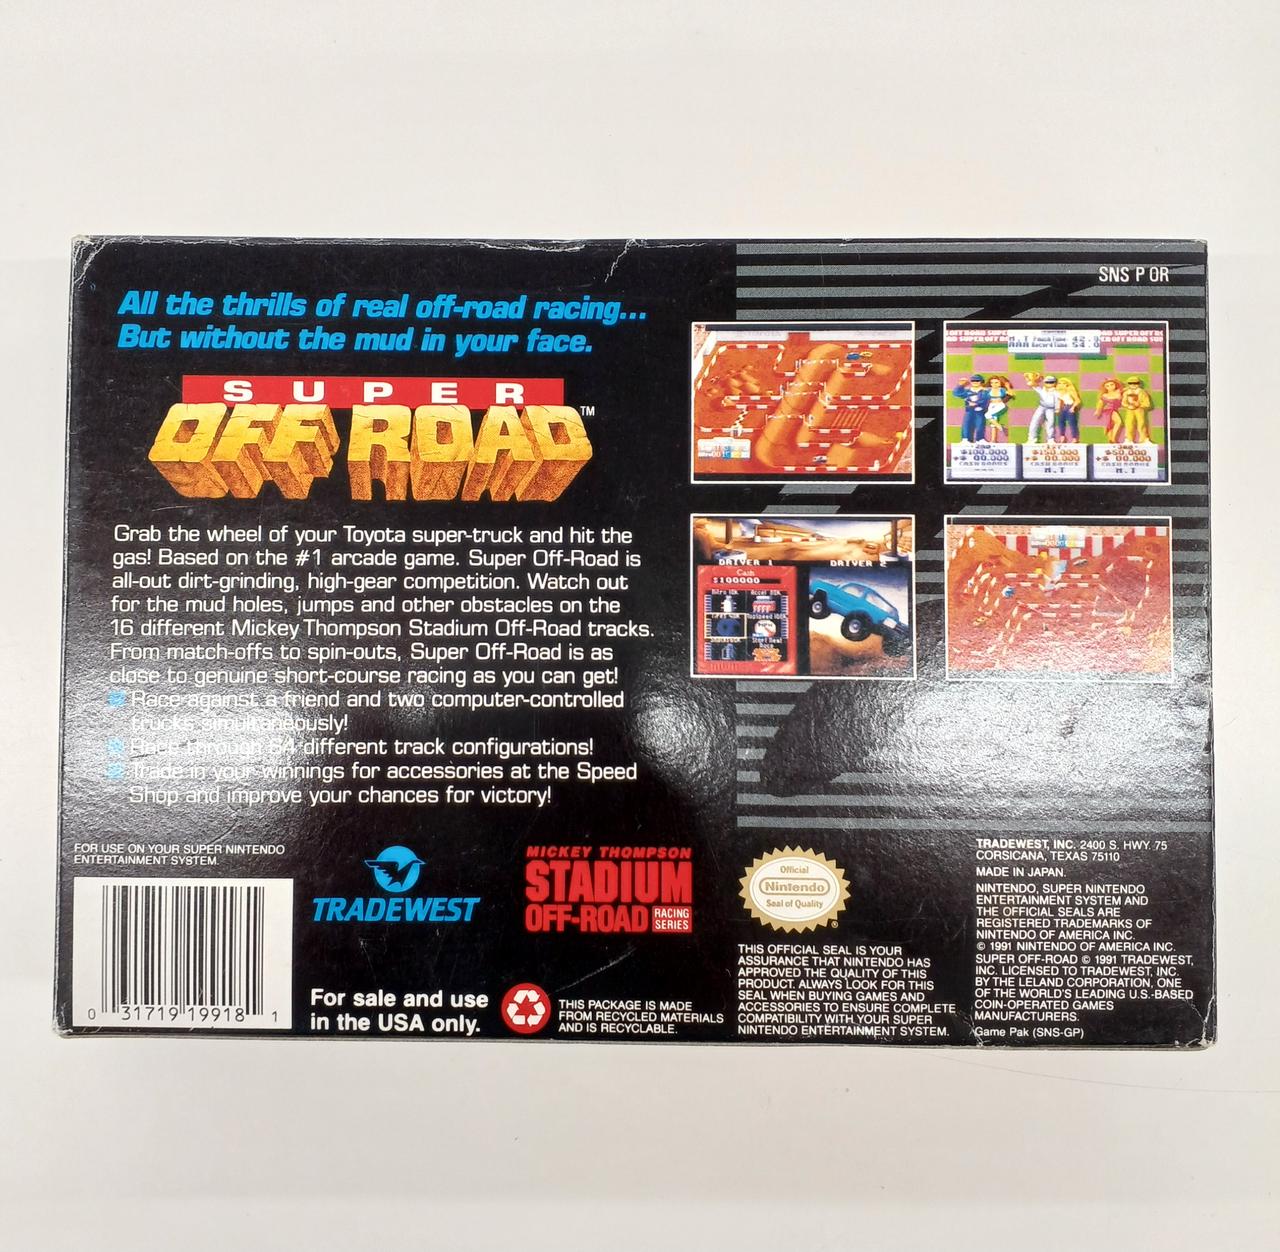 SNS P OR
All the thrills of real off-road racing...
But without the mud in your face.
SUPER
OFF ROAD™
Grab the wheel of your Toyota super-truck and hit the
gas! Based on the #1 arcade game. Super Off-Road is
all-out dirt-grinding, high-gear competition. Watch out
for the mud holes, jumps and other obstacles on the
16 different Mickey Thompson Stadium Off-Road tracks.
From match-offs to spin-outs, Super Off-Road is as
close to genuine short-course racing as you can get!
Race against a friend and two computer-controlled
trucks simultaneously!
Race through 64 different track configurations!
Trade in your winnings for accessories at the Speed
Shop and improve your chances for victory!
$100,000
$150,000
$50,000
CASH BONUS
CASH BONUS
CASH BONUS
M.T
DRIVER 1
DRIVER 2
Cash
$100000
FOR USE ON YOUR SUPER NINTENDO
ENTERTAINMENT SYSTEM.
0 31719 19918 1
TRADEWEST
For sale and use
in the USA only.
MICKEY THOMPSON
STADIUM
OFF-ROAD
RACING
SERIES
THIS PACKAGE IS MADE
FROM RECYCLED MATERIALS
AND IS RECYCLABLE.
Official
Nintendo
Seal of Quality
®
THIS OFFICIAL SEAL IS YOUR
ASSURANCE THAT NINTENDO HAS
APPROVED THE QUALITY OF THIS
PRODUCT. ALWAYS LOOK FOR THIS
SEAL WHEN BUYING GAMES AND
ACCESSORIES TO ENSURE COMPLETE
COMPATIBILITY WITH YOUR SUPER
NINTENDO ENTERTAINMENT SYSTEM.
TRADEWEST, INC. 2400 S. HWY. 75
CORSICANA, TEXAS 75110
MADE IN JAPAN.
NINTENDO, SUPER NINTENDO
ENTERTAINMENT SYSTEM AND
THE OFFICIAL SEALS ARE
REGISTERED TRADEMARKS OF
NINTENDO OF AMERICA INC.
© 1991 NINTENDO OF AMERICA INC.
SUPER OFF-ROAD © 1991 TRADEWEST,
INC. LICENSED TO TRADEWEST, INC.
BY THE LELAND CORPORATION, ONE
OF THE WORLD'S LEADING U.S.-BASED
COIN-OPERATED GAMES
MANUFACTURERS.
Game Pak (SNS-GP)